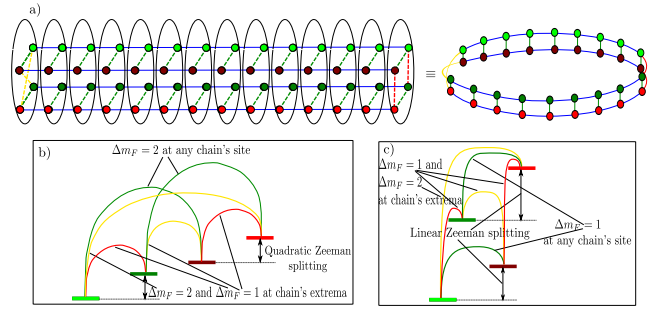 a)
≡
b)
Δm_F = 2 at any chain's site
Quadratic Zeeman
splitting
Δm_F = 2 and Δm_F = 1 at chain's extrema
c)
Δm_F = 1 and
Δm_F = 2
at chain's extrema
Linear Zeeman splitting
Δm_F = 1
at any chain's site